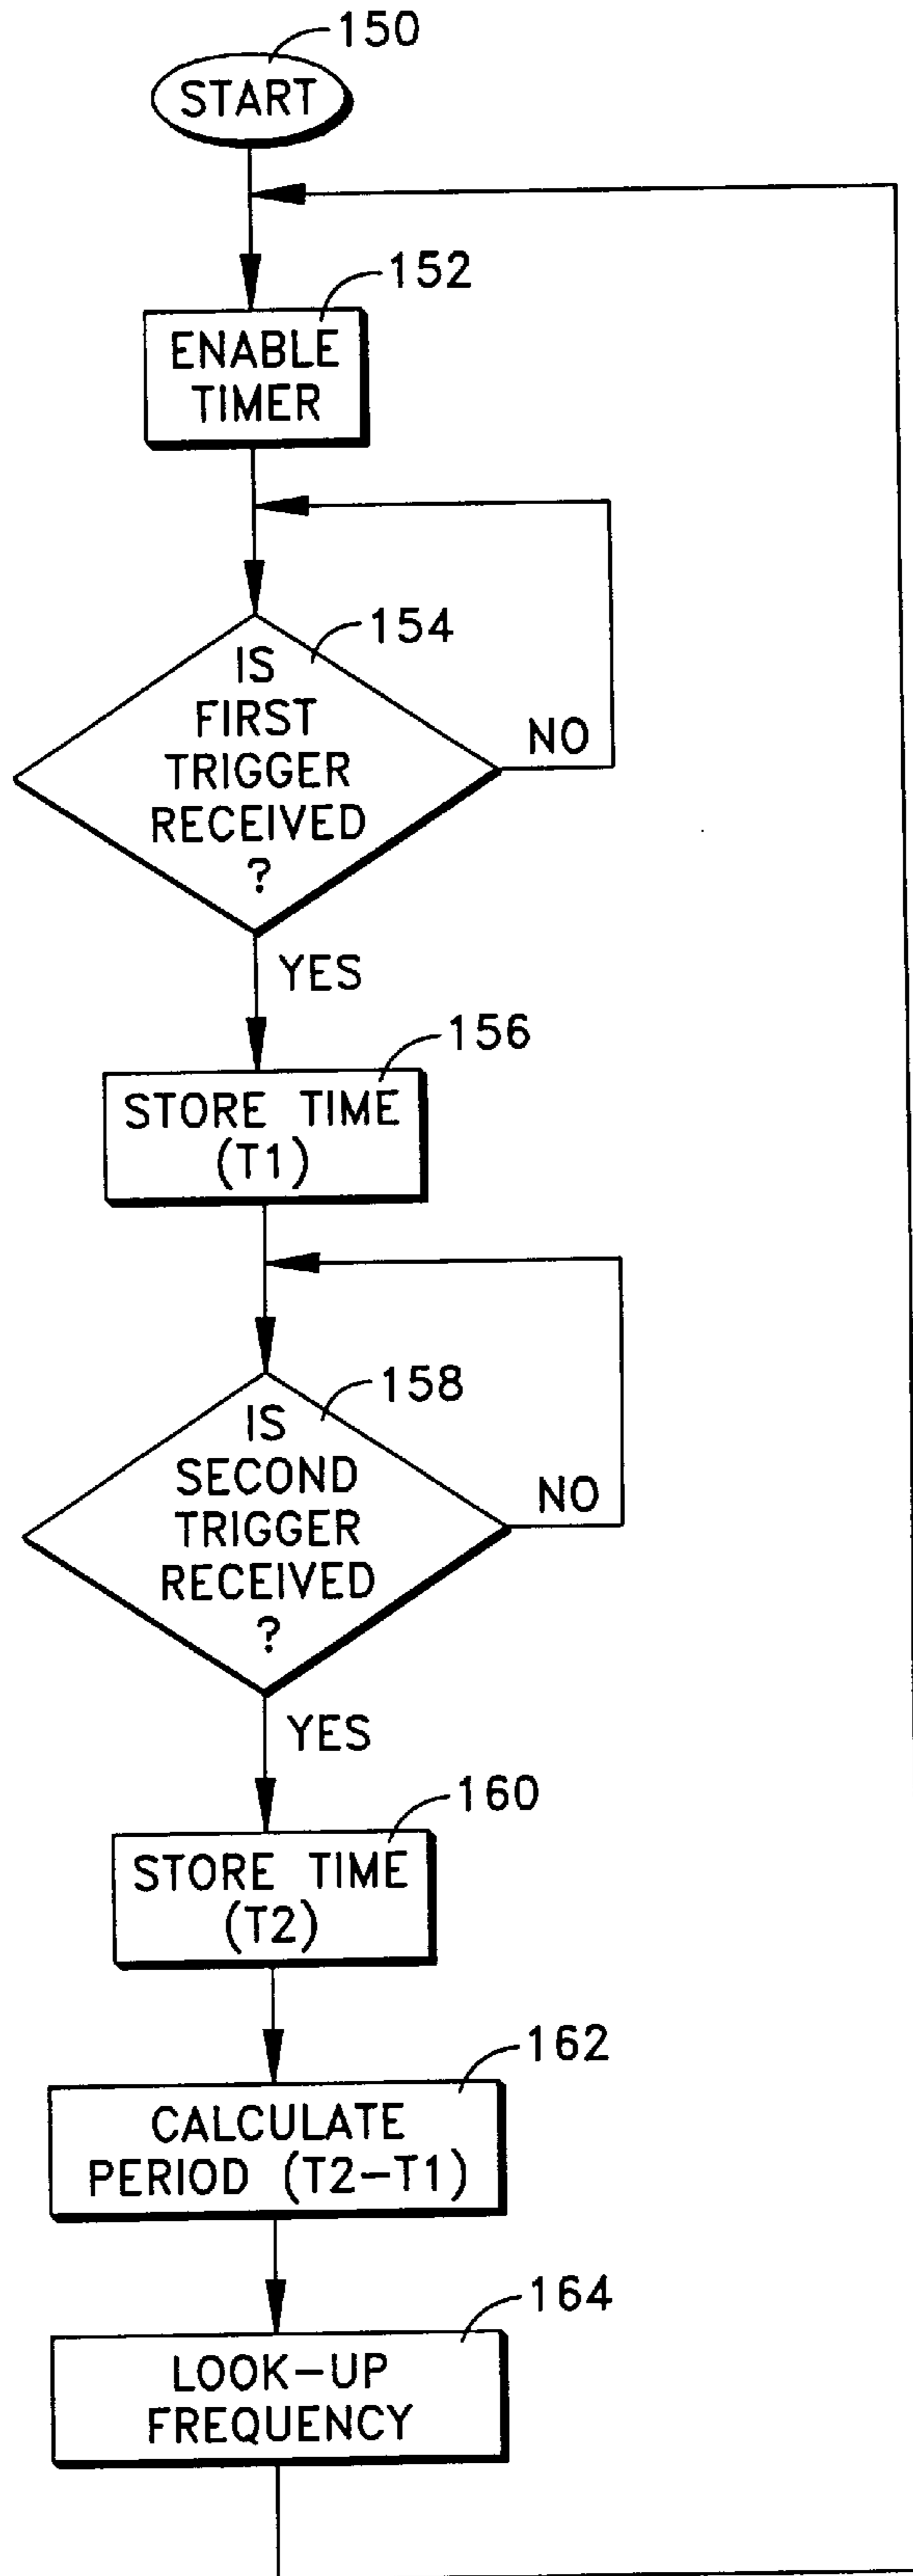 150
START
152
ENABLE
TIMER
154
IS
FIRST
TRIGGER
RECEIVED
?
NO
YES
156
STORE TIME
(T1)
158
IS
SECOND
TRIGGER
RECEIVED
?
NO
YES
160
STORE TIME
(T2)
162
CALCULATE
PERIOD (T2-T1)
164
LOOK-UP
FREQUENCY